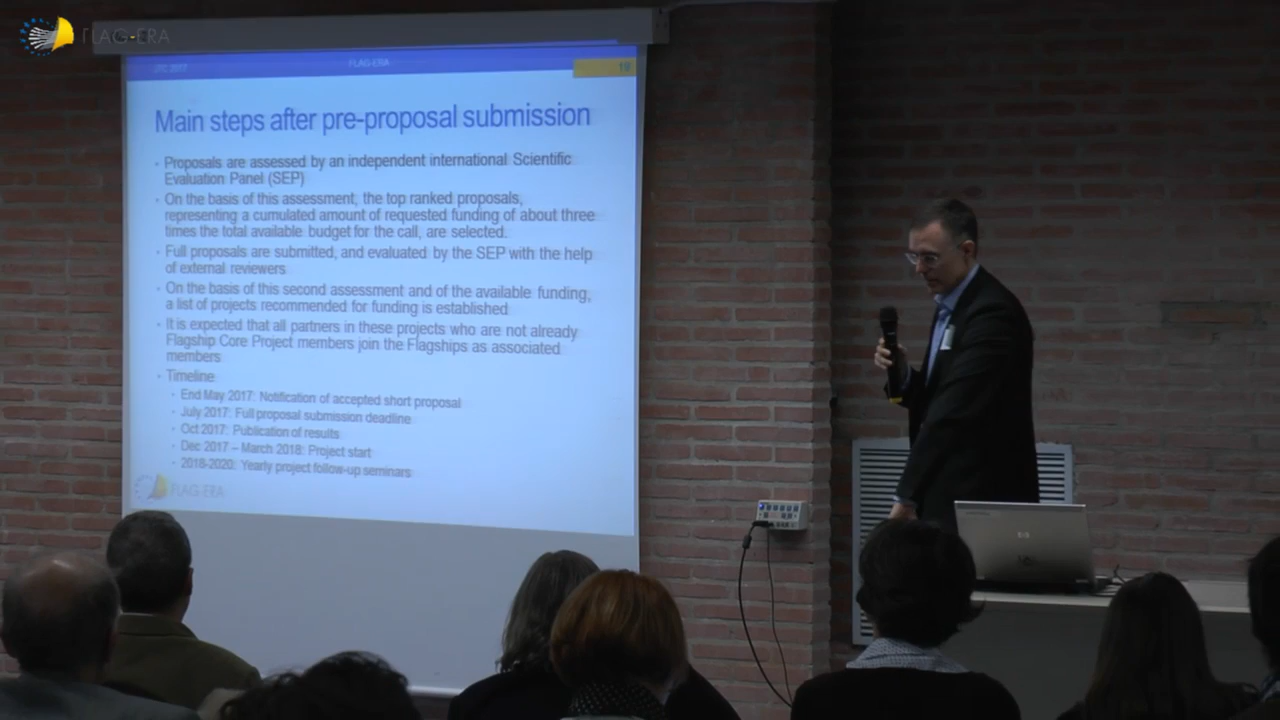 FLAG-ERA
JTC 2017
FLAG-ERA
19
Main steps after pre-proposal submission
Proposals are assessed by an independent international Scientific
Evaluation Panel (SEP)
On the basis of this assessment, the top ranked proposals,
representing a cumulated amount of requested funding of about three
times the total available budget for the call, are selected.
Full proposals are submitted, and evaluated by the SEP with the help
of external reviewers
On the basis of this second assessment and of the available funding,
a list of projects recommended for funding is established
It is expected that all partners in these projects who are not already
Flagship Core Project members join the Flagships as associated
members
Timeline
End May 2017: Notification of accepted short proposal
July 2017: Full proposal submission deadline
Oct 2017: Publication of results
Dec 2017 – March 2018: Project start
2018-2020: Yearly project follow-up seminars
FLAG-ERA
hp